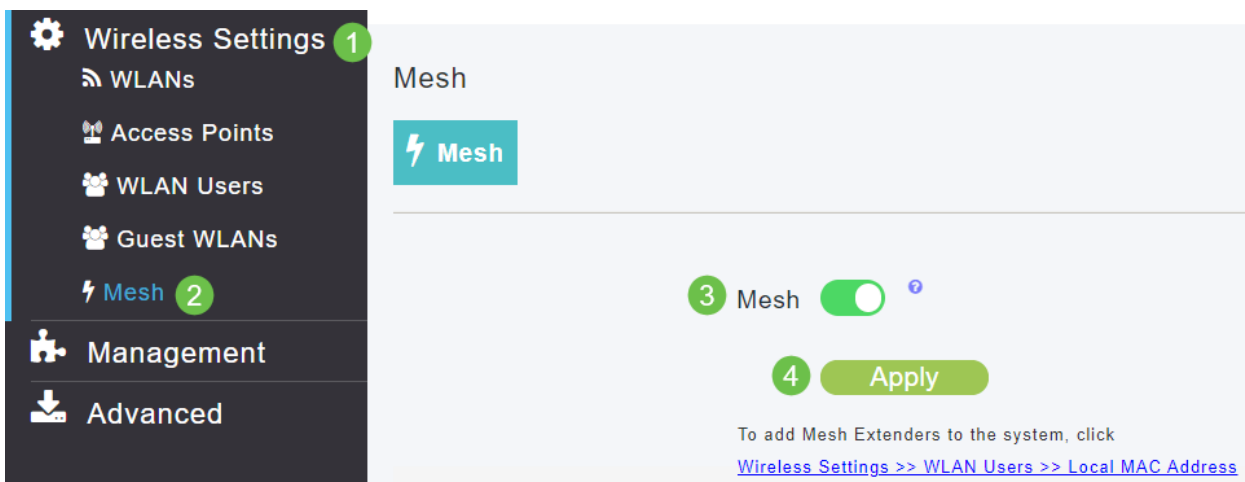 Wireless Settings 1
WLANs
Access Points
WLAN Users
Guest WLANs
Mesh 2
Management
Advanced
Mesh
Mesh
3 Mesh ?
4 Apply
To add Mesh Extenders to the system, click
Wireless Settings >> WLAN Users >> Local MAC Address